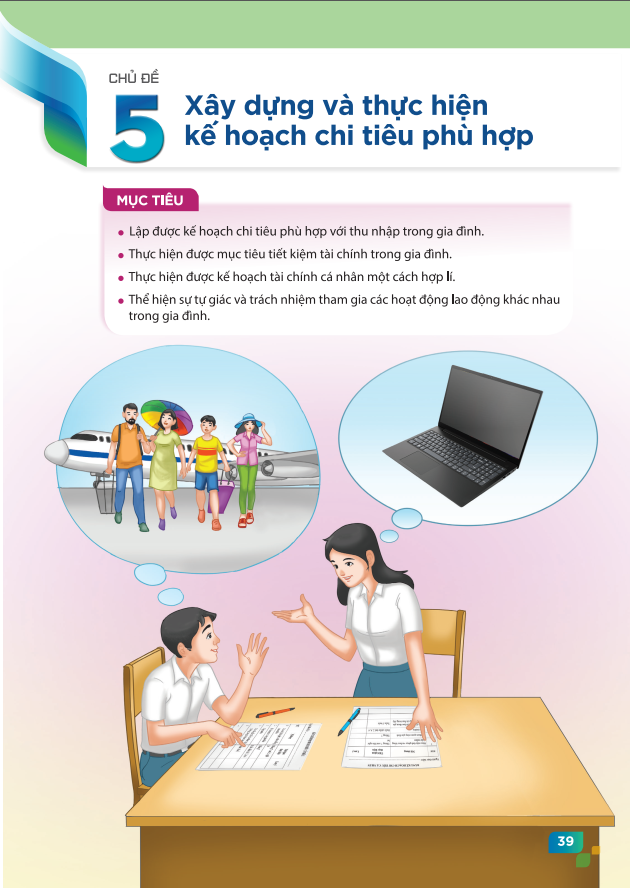 CHỦ ĐỀ
5
Xây dựng và thực hiện
kế hoạch chi tiêu phù hợp
MỤC TIÊU
• Lập được kế hoạch chi tiêu phù hợp với thu nhập trong gia đình.
• Thực hiện được mục tiêu tiết kiệm tài chính trong gia đình.
• Thực hiện được kế hoạch tài chính cá nhân một cách hợp lí.
• Thể hiện sự tự giác và trách nhiệm tham gia các hoạt động lao động khác nhau
trong gia đình.
39